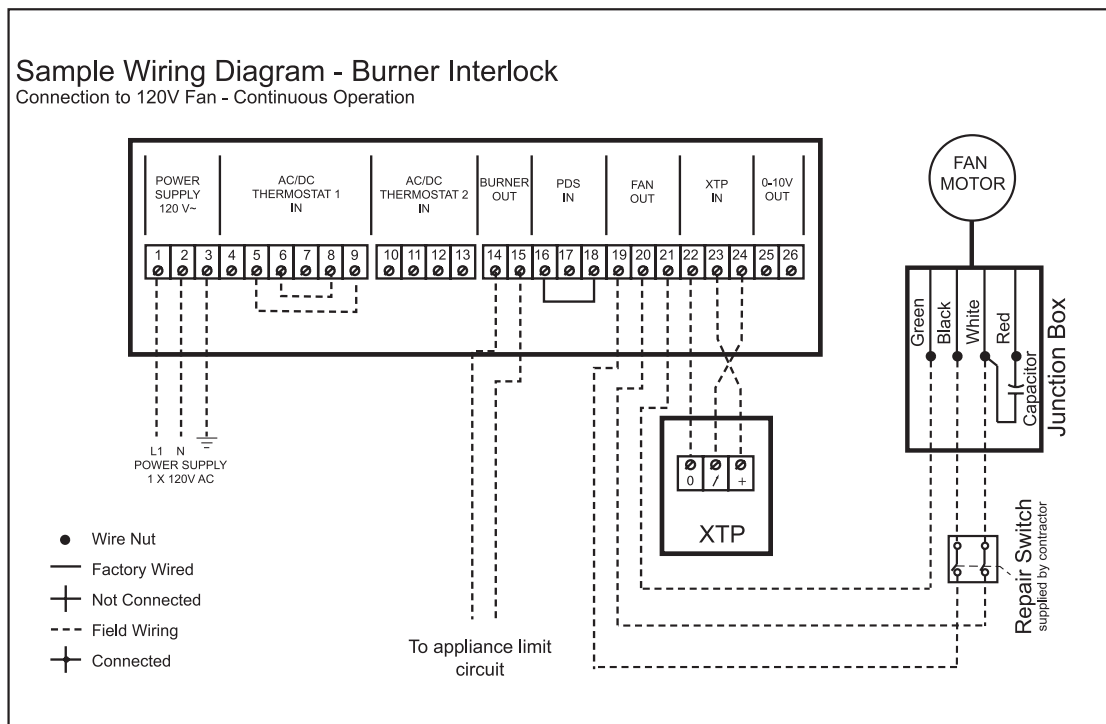 Sample Wiring Diagram - Burner Interlock
Connection to 120V Fan - Continuous Operation
POWER
SUPPLY
120 V~
AC/DC
THERMOSTAT 1
IN
AC/DC
THERMOSTAT 2
IN
BURNER
OUT
PDS
IN
FAN
OUT
XTP
IN
0-10V
OUT
1 2 3 4 5 6 7 8 9 10 11 12 13 14 15 16 17 18 19 20 21 22 23 24 25 26
FAN
MOTOR
Green
Black
White
Red
Capacitor
Junction Box
L1 N
POWER SUPPLY
1 X 120V AC
0 / +
XTP
Repair Switch
supplied by contractor
Wire Nut
Factory Wired
Not Connected
Field Wiring
Connected
To appliance limit
circuit